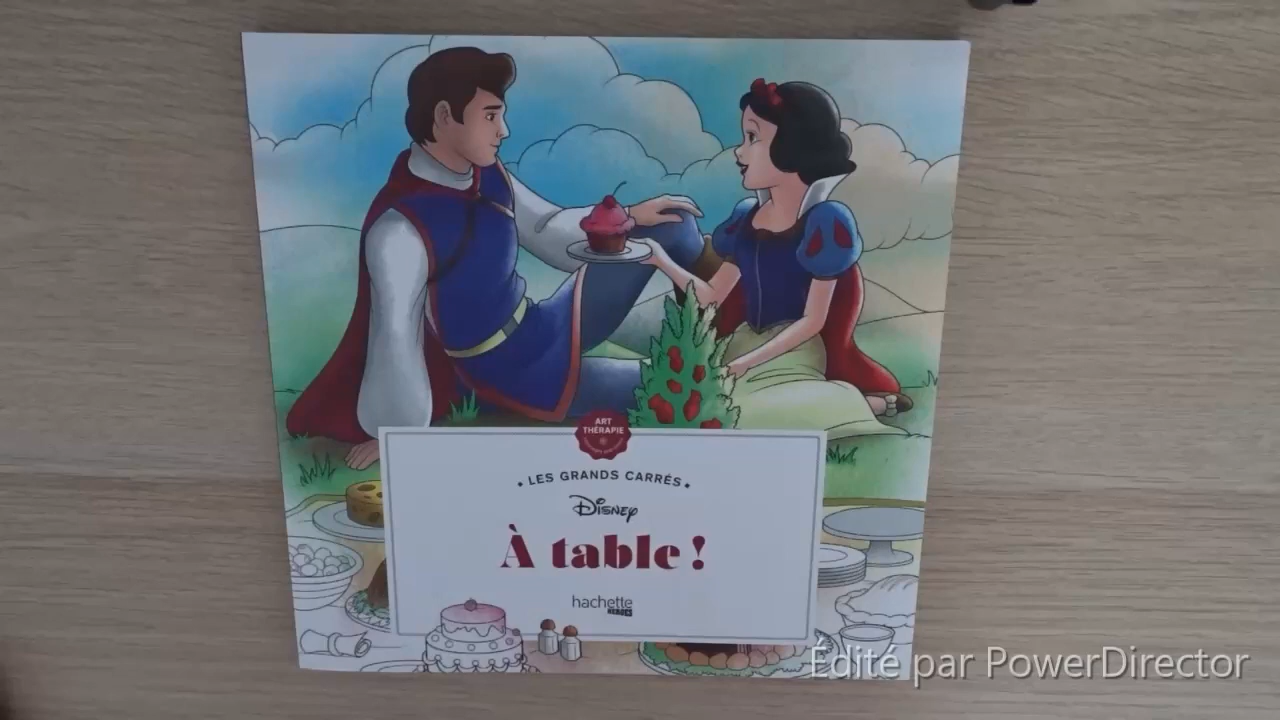 ART
THÉRAPIE
• LES GRANDS CARRÉS •
Disney
À table !
hachette
Édité par PowerDirector